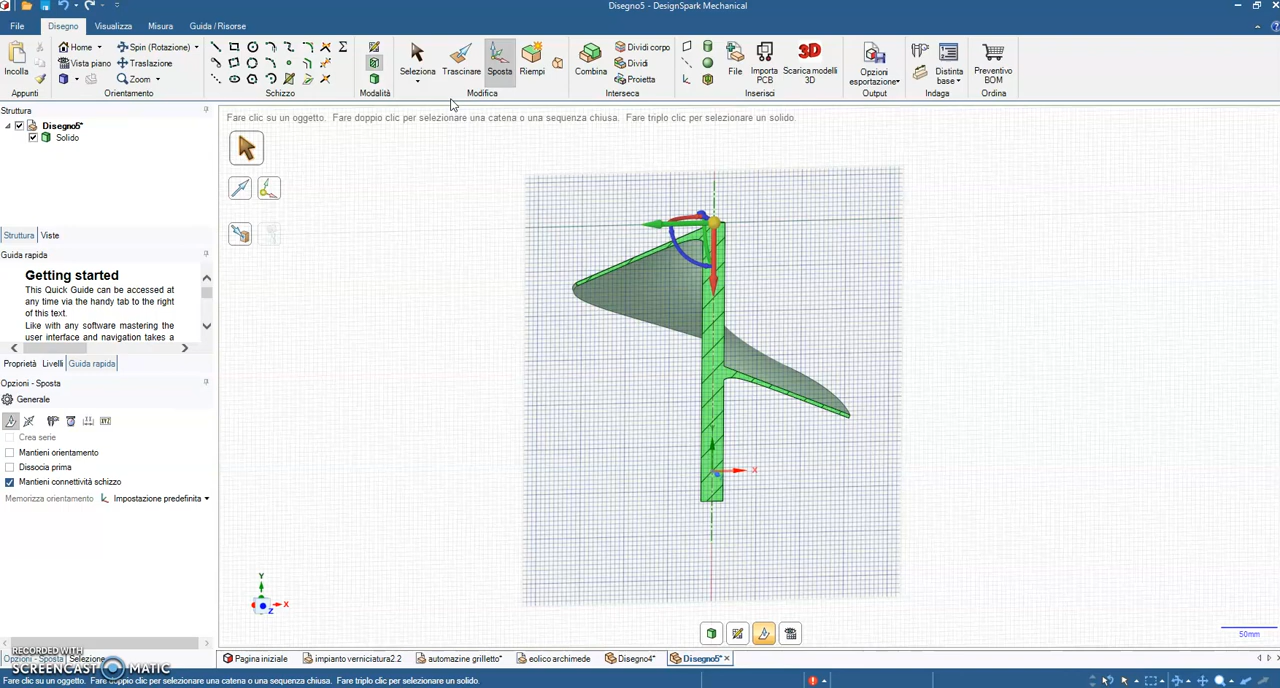 Disegno5 - DesignSpark Mechanical
File Disegno Visualizza Misura Guida / Risorse
Incolla
Home Spin (Rotazione)
Vista piano Traslazione
Zoom
Seleziona Trascinare Sposta Riempi
Combina
Dividi corpo
Dividi
Proietta
File Importa PCB Scarica modelli 3D
Opzioni esportazione
Distinta base
Preventivo BOM
Appunti Orientamento Schizzo Modalità Modifica Interseca Inserisci Output Indaga Ordina
Struttura
Disegno5*
Solido
Fare clic su un oggetto. Fare doppio clic per selezionare una catena o una sequenza chiusa. Fare triplo clic per selezionare un solido.
Struttura Viste
Guida rapida
Getting started
This Quick Guide can be accessed at
any time via the handy tab to the right
of this text.
Like with any software mastering the
user interface and navigation takes a
Proprietà Livelli Guida rapida
Opzioni - Sposta
Generale
Crea serie
Mantieni orientamento
Dissocia prima
Mantieni connettività schizzo
Memorizza orientamento Impostazione predefinita
X
Y
X
Z
50mm
RECORDED WITH
SCREENCAST MATIC
Opzioni - Sposta Selezione
Pagina iniziale impianto verniciatura2.2 automazine grilletto* eolico archimede Disegno4* Disegno5*
Fare clic su un oggetto. Fare doppio clic per selezionare una catena o una sequenza chiusa. Fare triplo clic per selezionare un solido.